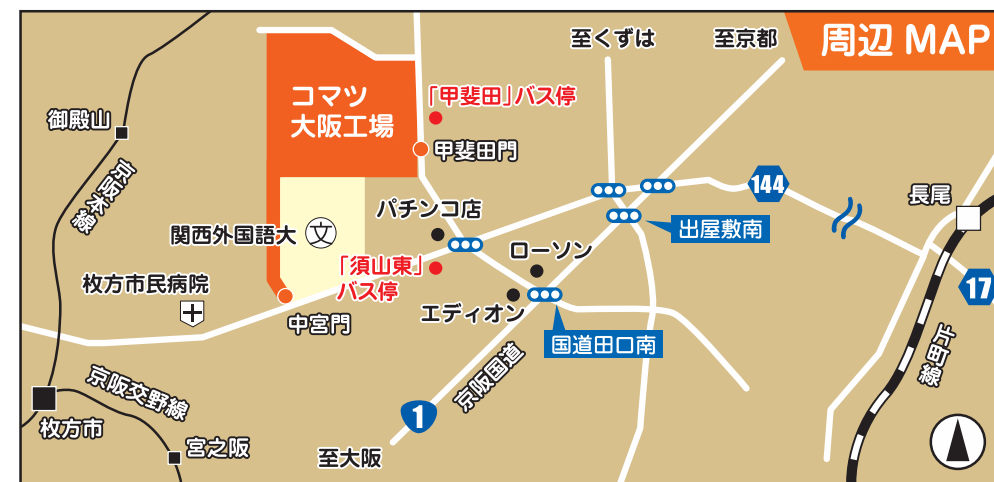 周辺 MAP
至くずは
至京都
コマツ
大阪工場
「甲斐田」バス停
御殿山
甲斐田門
京阪本線
144
長尾
パチンコ店
出屋敷南
関西外国語大
文
ローソン
「須山東」
バス停
枚方市民病院
17
エディオン
中宮門
国道田口南
片町線
京阪国道
京阪交野線
1
枚方市
宮之阪
至大阪